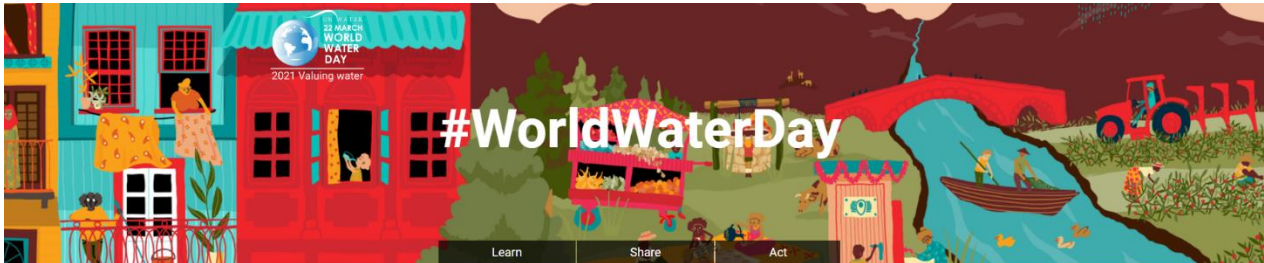 UN WATER
22 MARCH
WORLD
WATER
DAY
2021 Valuing water
#WorldWaterDay
Learn
Share
Act